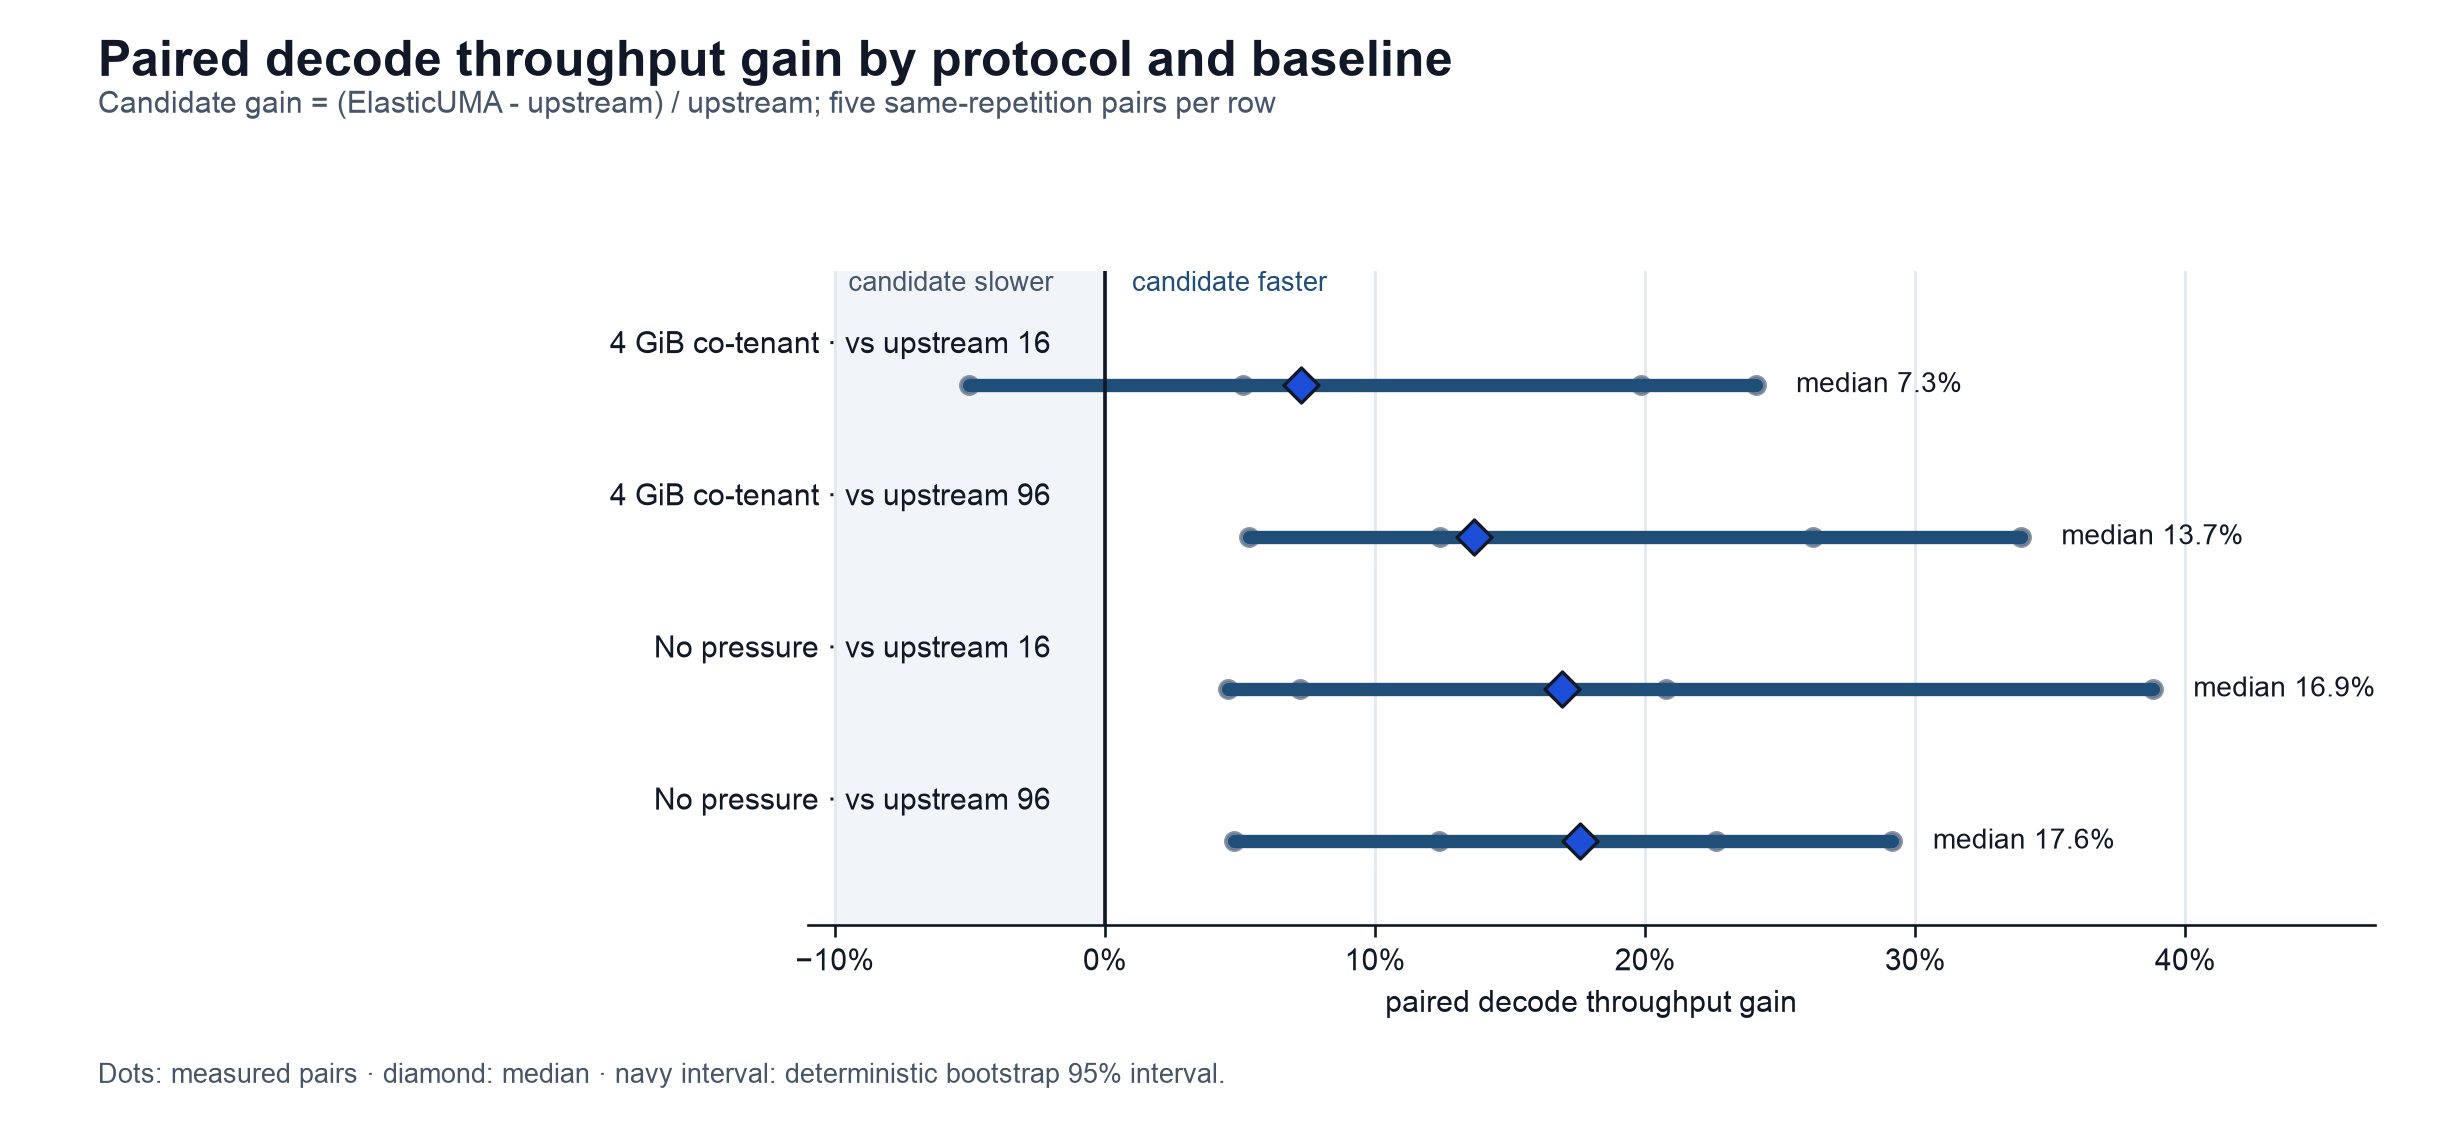 Paired decode throughput gain by protocol and baseline
Candidate gain = (ElasticUMA - upstream) / upstream; five same-repetition pairs per row
candidate slower
candidate faster
4 GiB co-tenant · vs upstream 16
median 7.3%
4 GiB co-tenant · vs upstream 96
median 13.7%
No pressure · vs upstream 16
median 16.9%
No pressure · vs upstream 96
median 17.6%
−10% 0% 10% 20% 30% 40%
paired decode throughput gain
Dots: measured pairs · diamond: median · navy interval: deterministic bootstrap 95% interval.